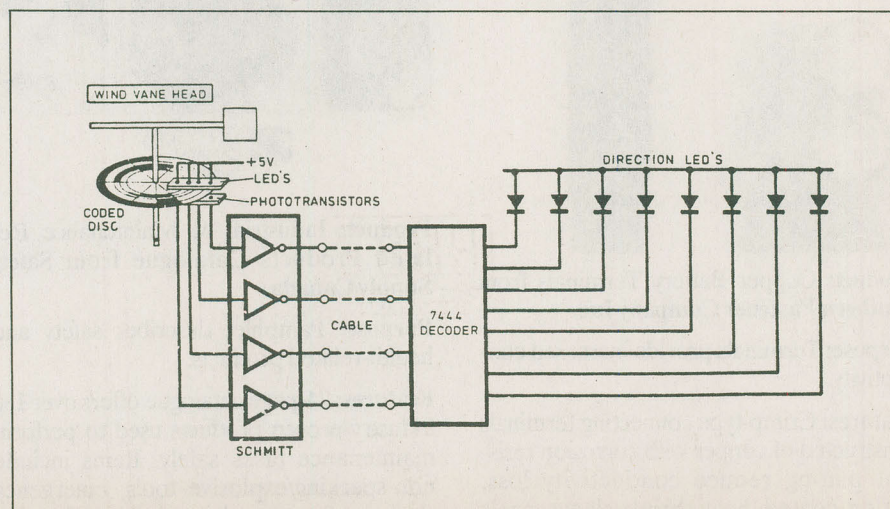 WIND VANE HEAD
+5V
LED'S
PHOTOTRANSISTORS
CODED
DISC
DIRECTION LED'S
CABLE
7444
DECODER
SCHMITT